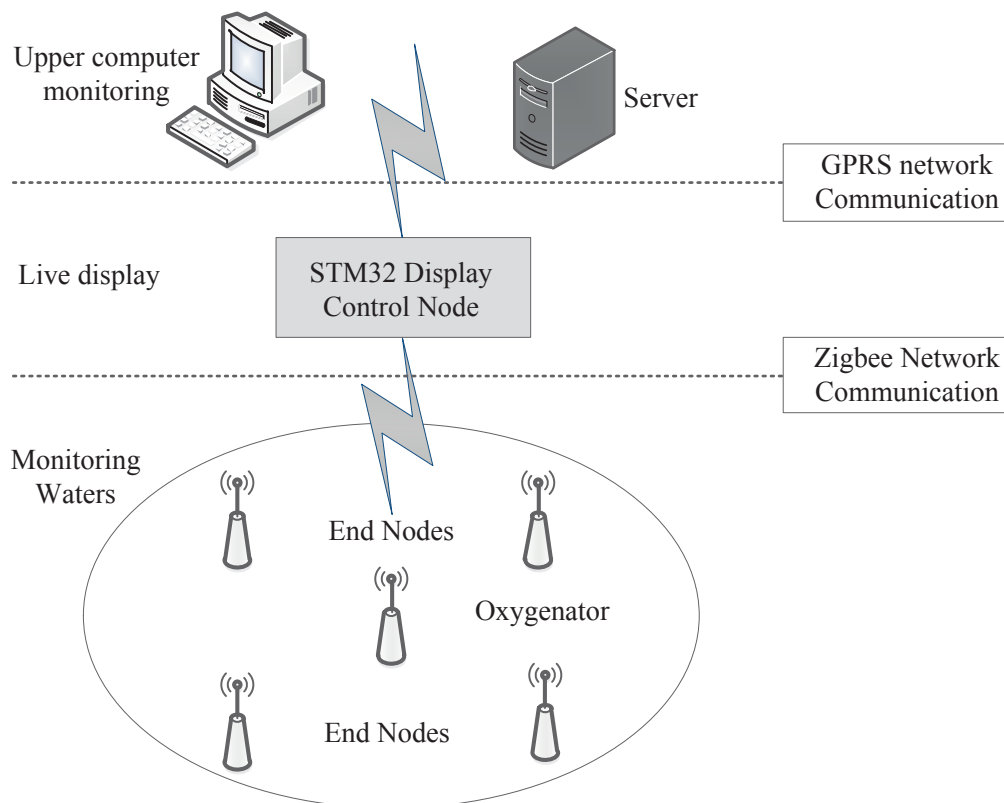 Upper computer
monitoring
Server
GPRS network
Communication
Live display
STM32 Display
Control Node
Zigbee Network
Communication
Monitoring
Waters
End Nodes
Oxygenator
End Nodes